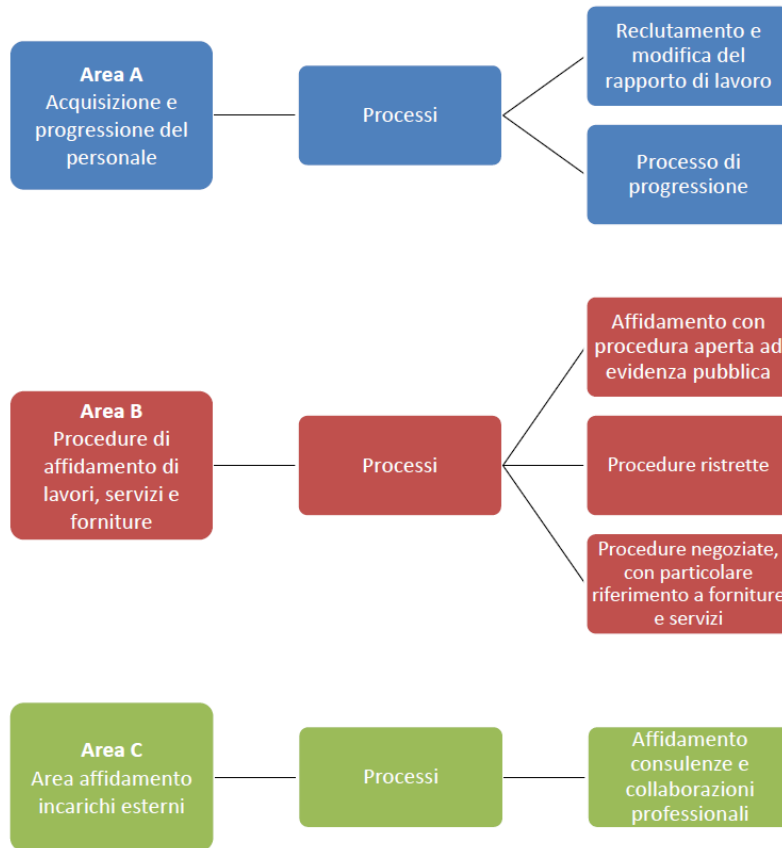 Area A
Acquisizione e
progressione del
personale
Processi
Reclutamento e
modifica del
rapporto di lavoro
Processo di
progressione
Area B
Procedure di
affidamento di
lavori, servizi e
forniture
Processi
Affidamento con
procedura aperta ad
evidenza pubblica
Procedure ristrette
Procedure negoziate,
con particolare
riferimento a forniture
e servizi
Area C
Area affidamento
incarichi esterni
Processi
Affidamento
consulenze e
collaborazioni
professionali